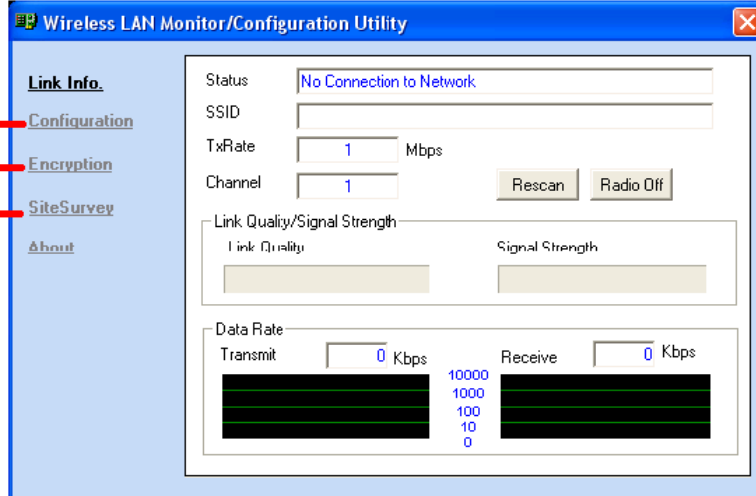 Wireless LAN Monitor/Configuration Utility
Link Info.
Configuration
Encryption
SiteSurvey
About
Status No Connection to Network
SSID
TxRate 1 Mbps
Channel 1 Rescan Radio Off
Link Quality/Signal Strength
Link Quality Signal Strength
Data Rate
Transmit 0 Kbps Receive 0 Kbps
10000
1000
100
10
0